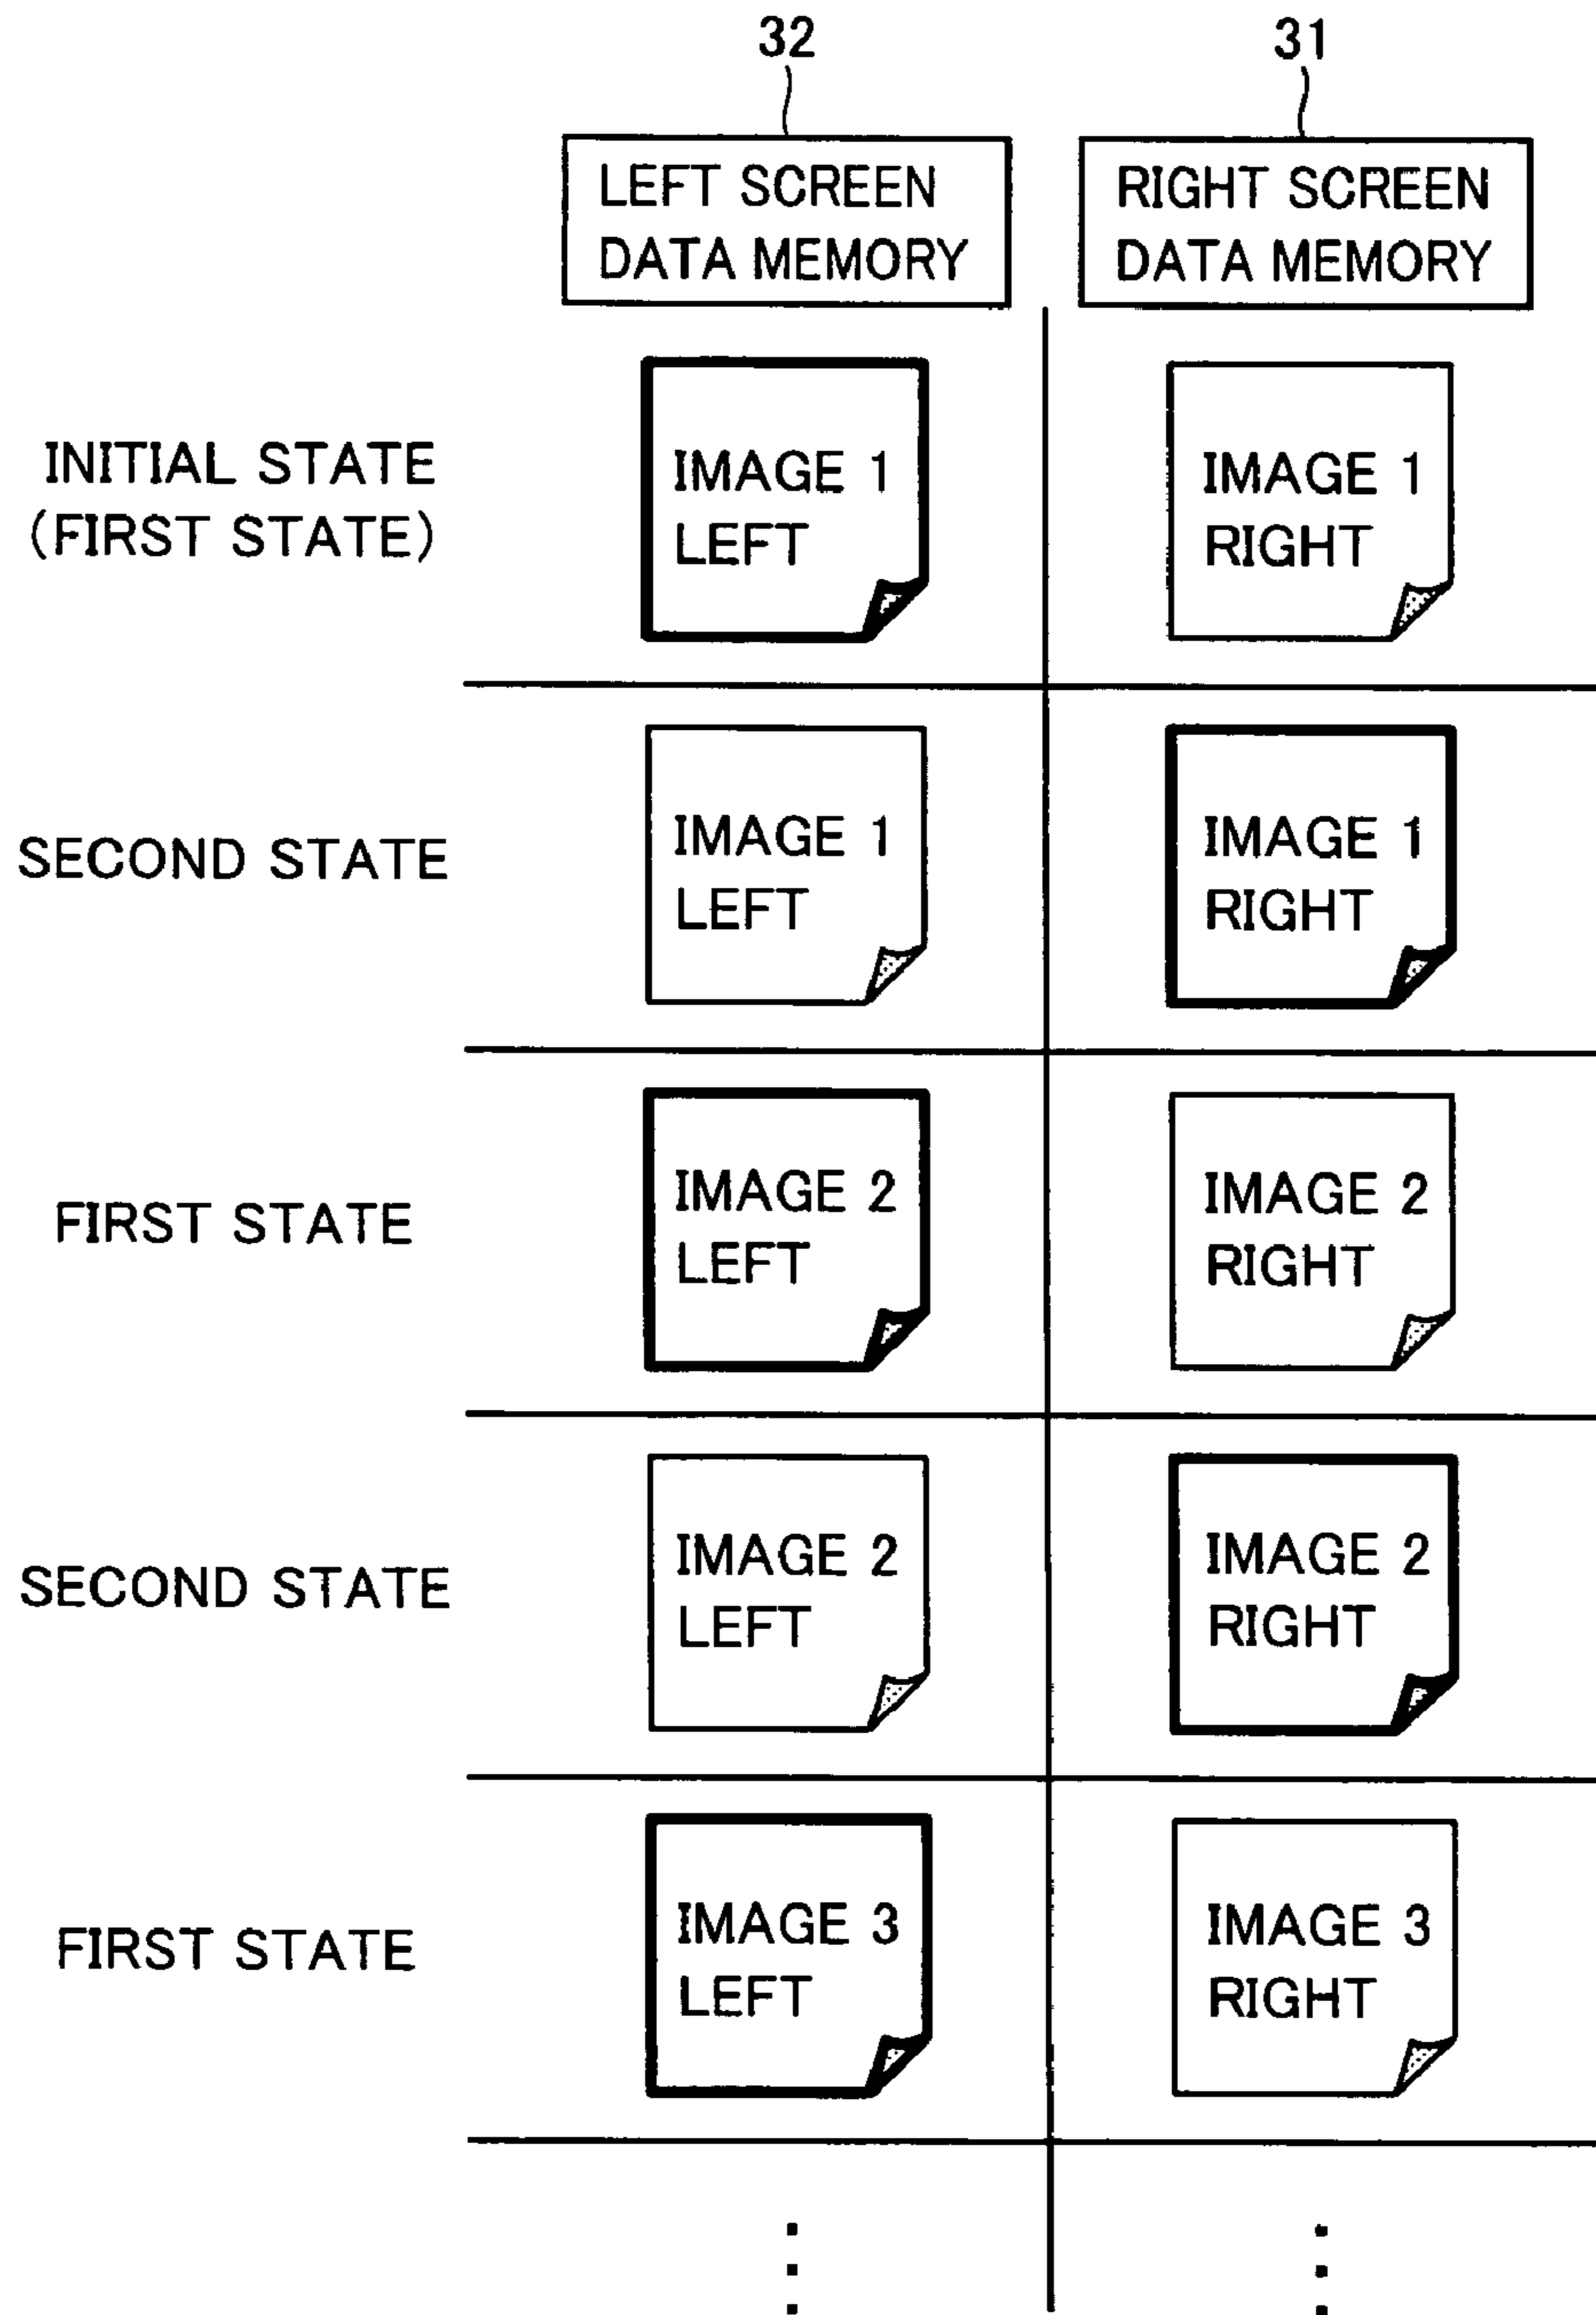 32
31
LEFT SCREEN
DATA MEMORY
RIGHT SCREEN
DATA MEMORY
INITIAL STATE
(FIRST STATE)
IMAGE 1
LEFT
IMAGE 1
RIGHT
SECOND STATE
IMAGE 1
LEFT
IMAGE 1
RIGHT
FIRST STATE
IMAGE 2
LEFT
IMAGE 2
RIGHT
SECOND STATE
IMAGE 2
LEFT
IMAGE 2
RIGHT
FIRST STATE
IMAGE 3
LEFT
IMAGE 3
RIGHT